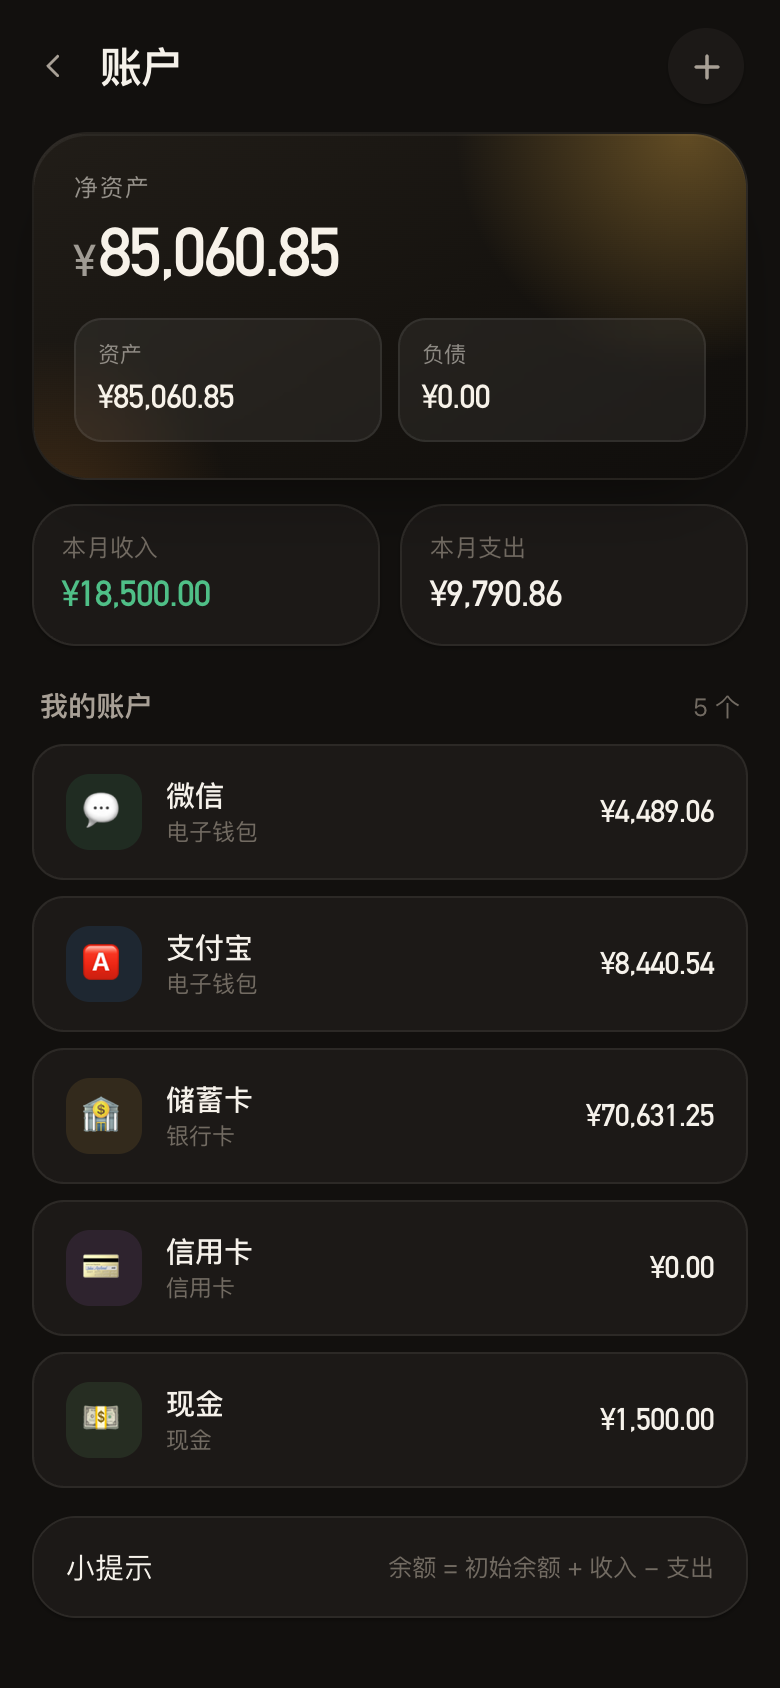 账户
净资产
¥85,060.85
资产
¥85,060.85
负债
¥0.00
本月收入
¥18,500.00
本月支出
¥9,790.86
我的账户
5 个
微信
电子钱包
¥4,489.06
A
支付宝
电子钱包
¥8,440.54
储蓄卡
银行卡
¥70,631.25
信用卡
信用卡
¥0.00
现金
现金
¥1,500.00
小提示
余额 = 初始余额 + 收入 − 支出